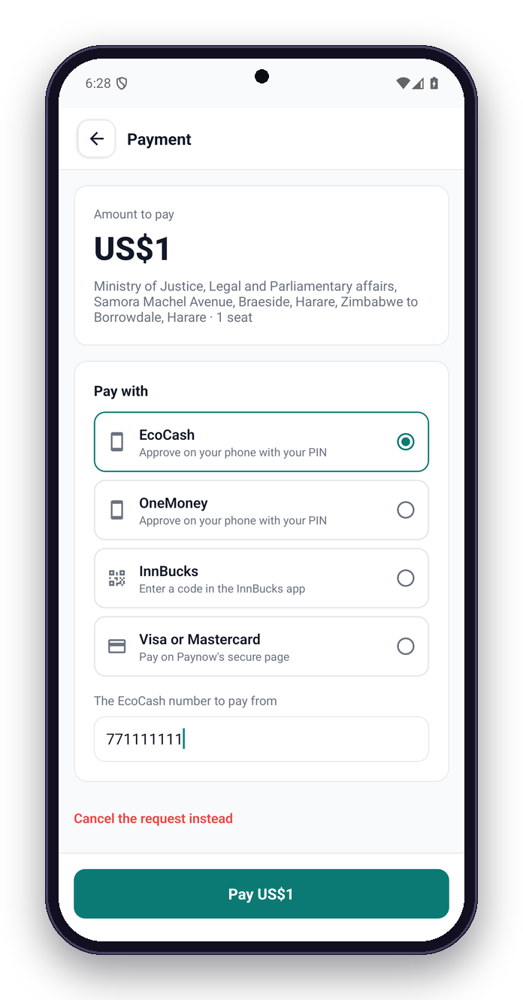 6:28
Payment
Amount to pay
US$1
Ministry of Justice, Legal and Parliamentary affairs,
Samora Machel Avenue, Braeside, Harare, Zimbabwe to
Borrowdale, Harare · 1 seat
Pay with
EcoCash
Approve on your phone with your PIN
OneMoney
Approve on your phone with your PIN
InnBucks
Enter a code in the InnBucks app
Visa or Mastercard
Pay on Paynow's secure page
The EcoCash number to pay from
771111111
Cancel the request instead
Pay US$1